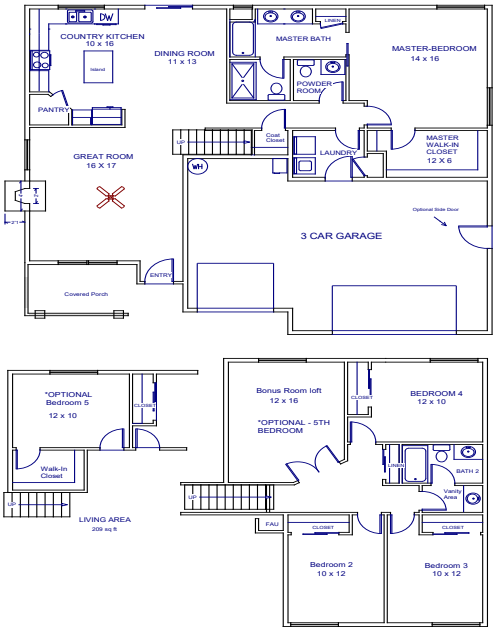 COUNTRY KITCHEN
10 x 16
DW
Island
PANTRY
DINING ROOM
11 x 13
LINEN
MASTER BATH
MASTER-BEDROOM
14 x 16
POWDER
ROOM
UP
Coat
Closet
LAUNDRY
MASTER
WALK-IN
CLOSET
12 X 6
GREAT ROOM
16 X 17
WH
Optional Side Door
3 CAR GARAGE
ENTRY
Covered Porch
*OPTIONAL
Bedroom 5
12 x 10
CLOSET
Walk-In
Closet
UP
LIVING AREA
209 sq ft
Bonus Room loft
12 x 16
*OPTIONAL - 5TH
BEDROOM
CLOSET
BEDROOM 4
12 x 10
LINEN
BATH 2
Vanity
Area
UP
FAU
CLOSET
CLOSET
Bedroom 2
10 x 12
Bedroom 3
10 x 12